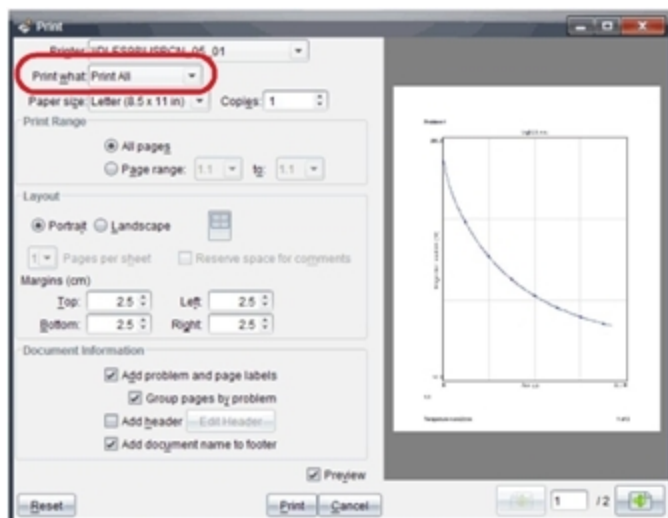 Print
Printer:
Print what: Print All
Paper size: Letter (8.5 x 11 in) Copies: 1
Print Range
All pages
Page range: 1.1 to: 1.1
Layout
Portrait Landscape
1 Pages per sheet Reserve space for comments
Margins (cm)
Top: 2.5 Left: 2.5
Bottom: 2.5 Right: 2.5
Document Information
Add problem and page labels
Group pages by problem
Add header Edit Header
Add document name to footer
Preview
Reset Print Cancel
1 / 2